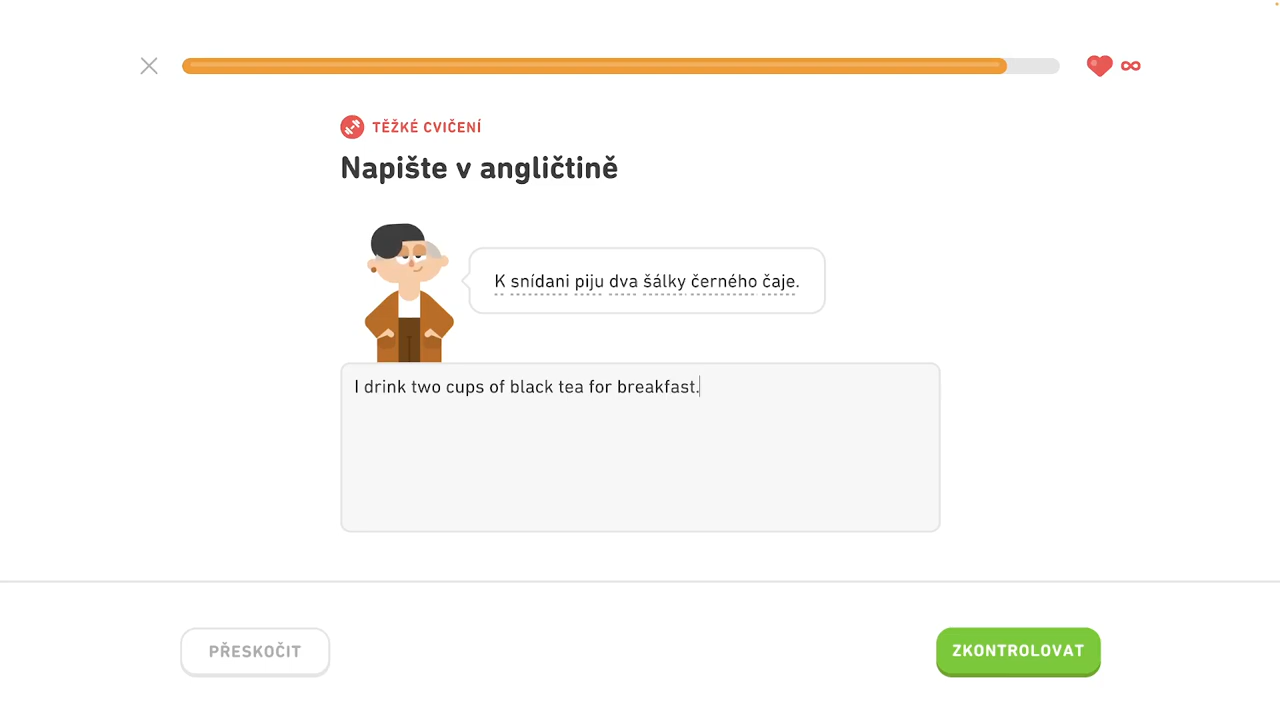 TĚŽKÉ CVIČENÍ
Napište v angličtině
K snídani piju dva šálky černého čaje.
I drink two cups of black tea for breakfast.
PŘESKOČIT
ZKONTROLOVAT